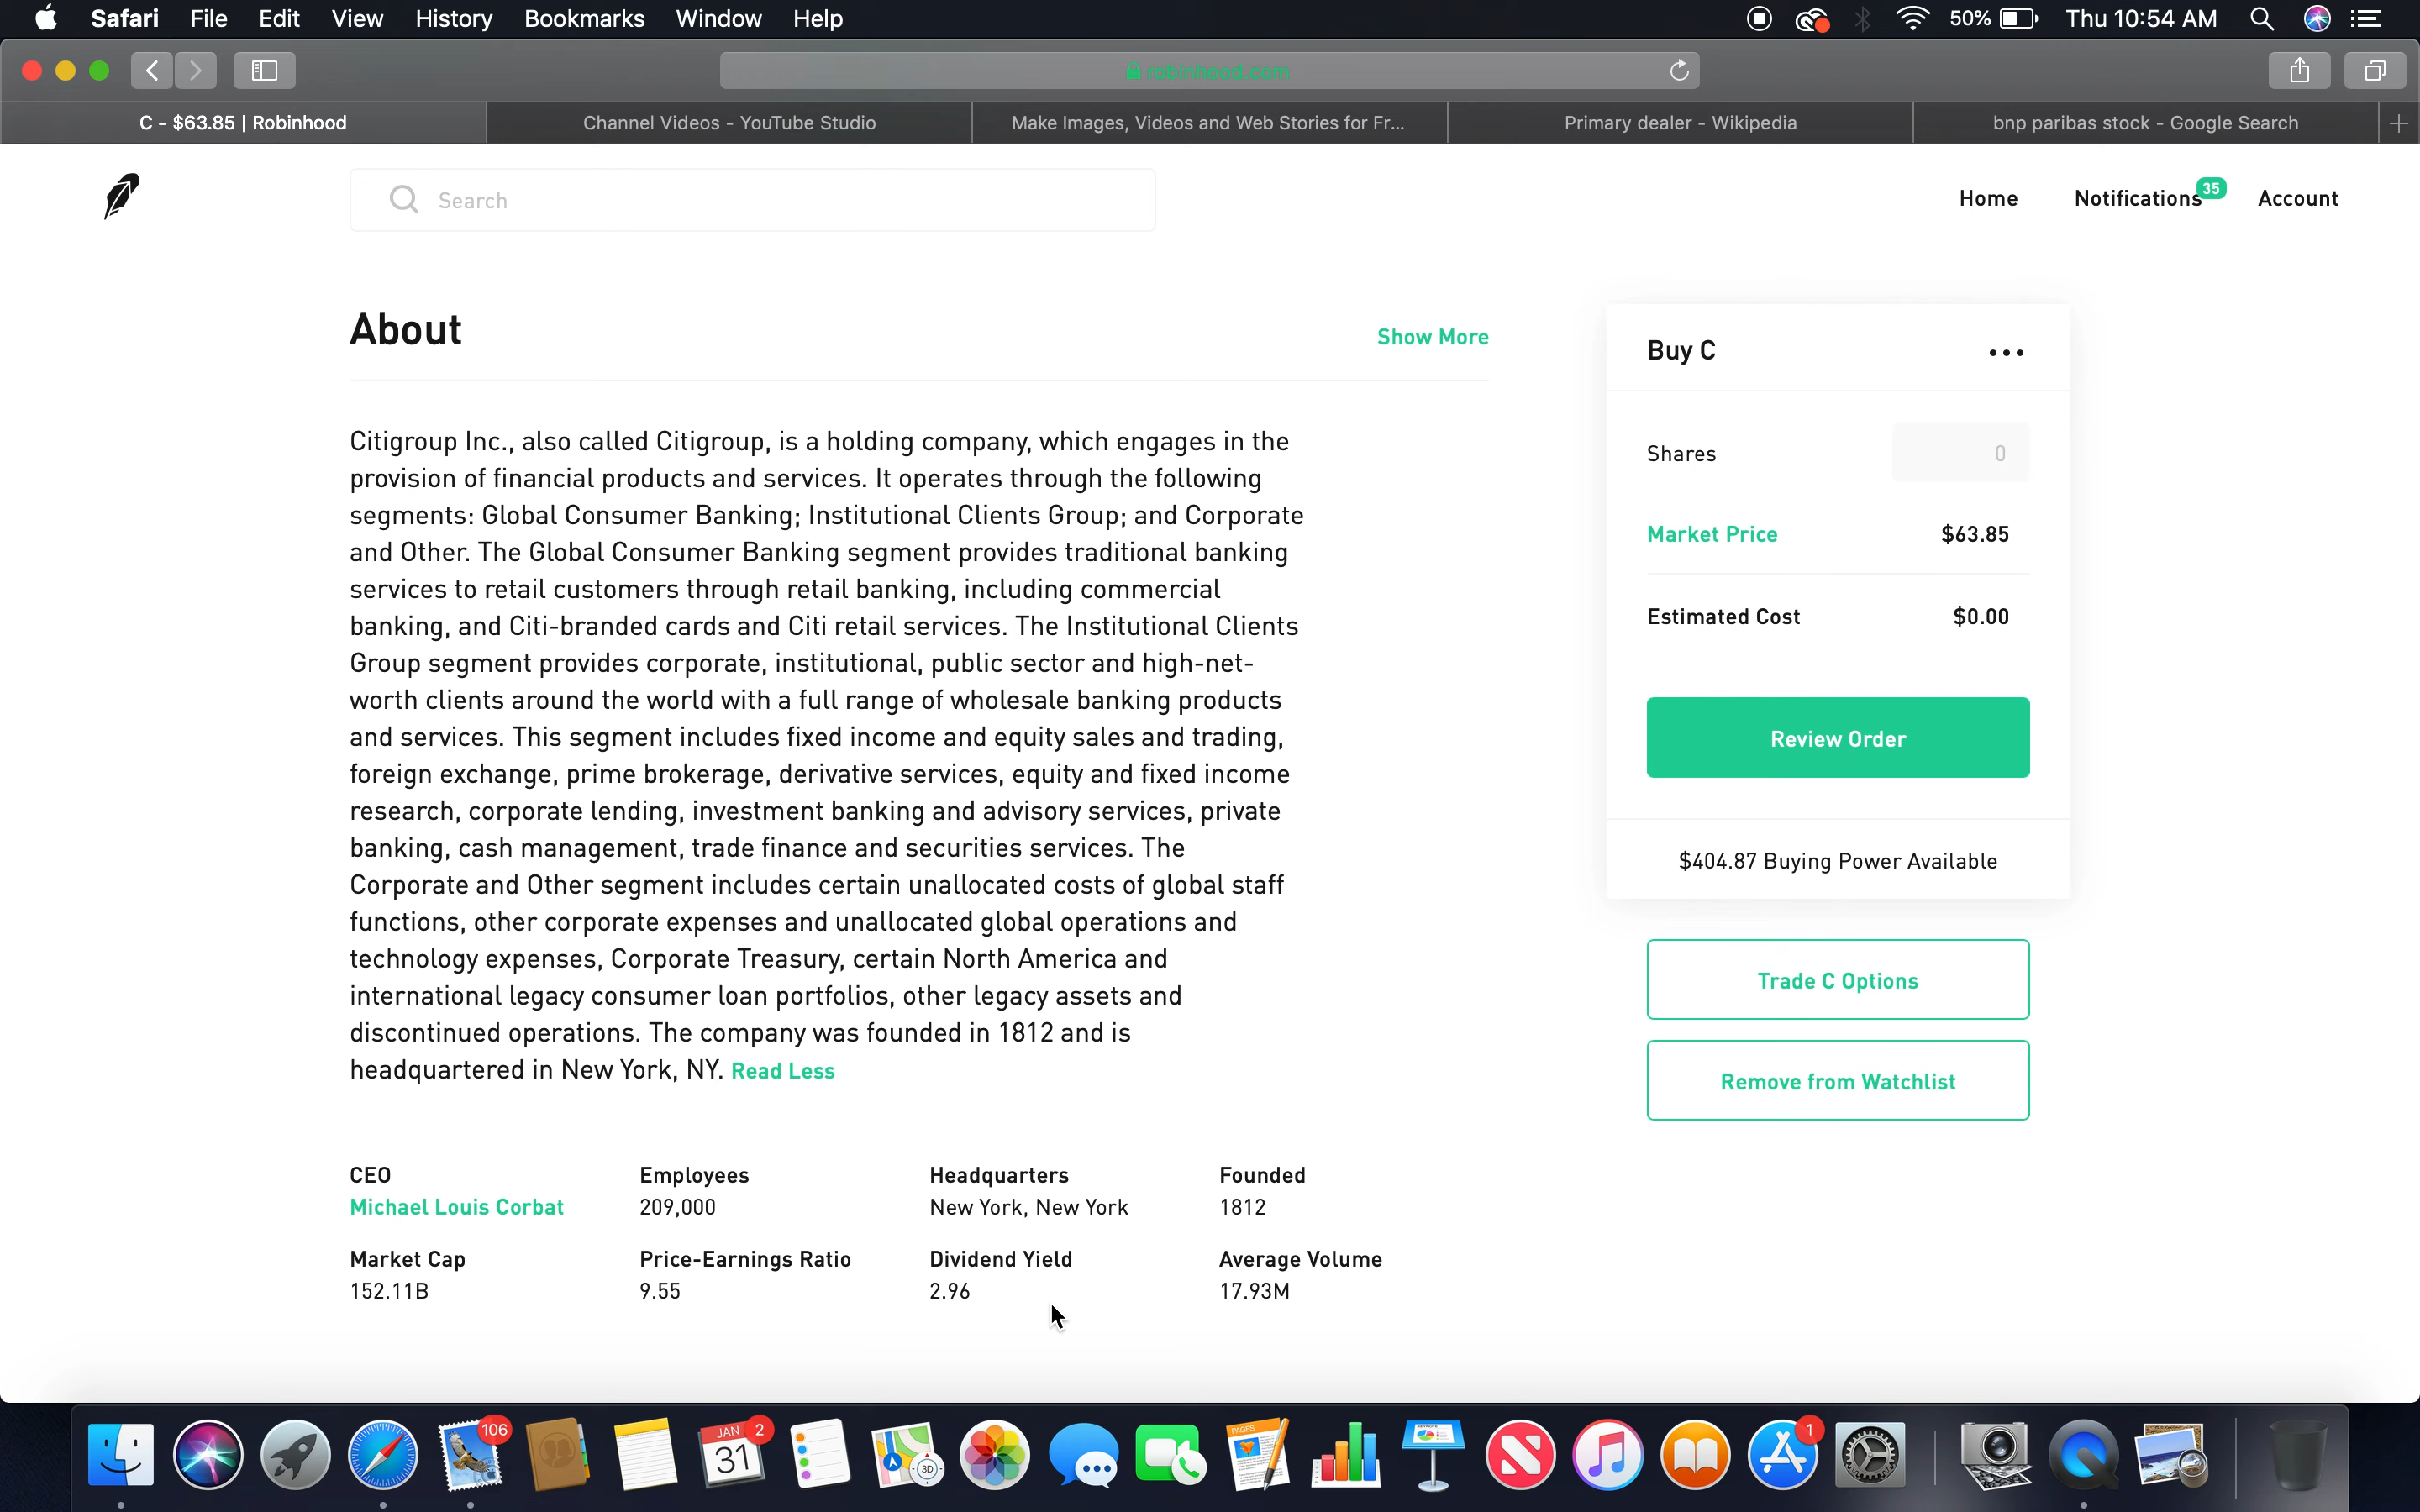 Safari File Edit View History Bookmarks Window Help 50% Thu 10:54 AM
robinhood.com
C - $63.85 | Robinhood Channel Videos - YouTube Studio Make Images, Videos and Web Stories for Fr... Primary dealer - Wikipedia bnp paribas stock - Google Search
Search Home Notifications 35 Account
About Show More
Citigroup Inc., also called Citigroup, is a holding company, which engages in the
provision of financial products and services. It operates through the following
segments: Global Consumer Banking; Institutional Clients Group; and Corporate
and Other. The Global Consumer Banking segment provides traditional banking
services to retail customers through retail banking, including commercial
banking, and Citi-branded cards and Citi retail services. The Institutional Clients
Group segment provides corporate, institutional, public sector and high-net-
worth clients around the world with a full range of wholesale banking products
and services. This segment includes fixed income and equity sales and trading,
foreign exchange, prime brokerage, derivative services, equity and fixed income
research, corporate lending, investment banking and advisory services, private
banking, cash management, trade finance and securities services. The
Corporate and Other segment includes certain unallocated costs of global staff
functions, other corporate expenses and unallocated global operations and
technology expenses, Corporate Treasury, certain North America and
international legacy consumer loan portfolios, other legacy assets and
discontinued operations. The company was founded in 1812 and is
headquartered in New York, NY. Read Less
CEO Employees Headquarters Founded
Michael Louis Corbat 209,000 New York, New York 1812
Market Cap Price-Earnings Ratio Dividend Yield Average Volume
152.11B 9.55 2.96 17.93M
Buy C
Shares 0
Market Price $63.85
Estimated Cost $0.00
Review Order
$404.87 Buying Power Available
Trade C Options
Remove from Watchlist
106
JAN 2
31
3D
PAGES
1